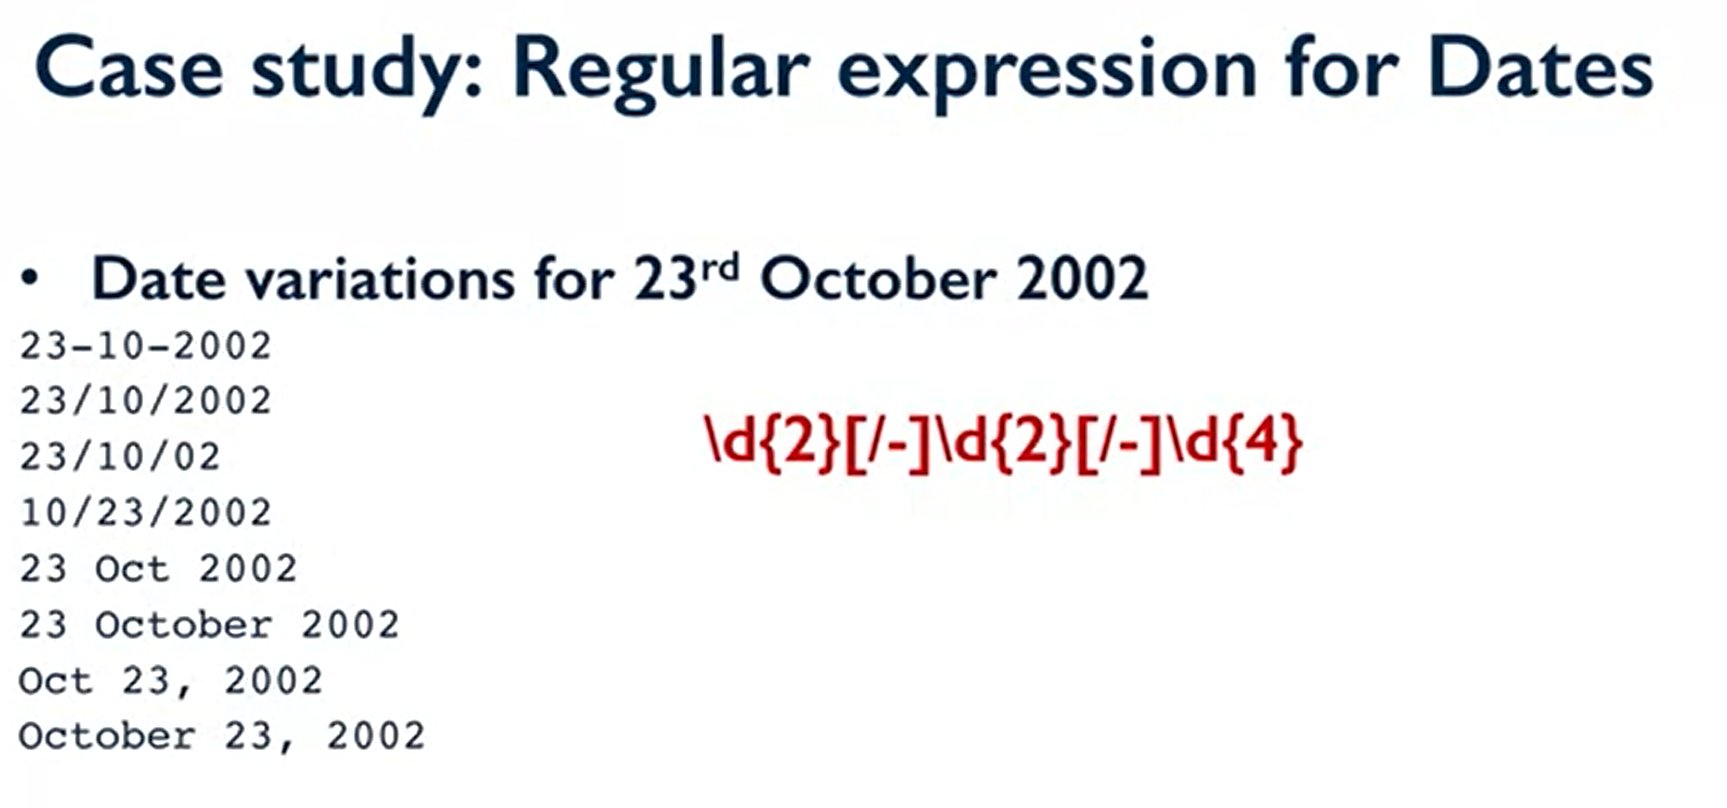 Case study: Regular expression for Dates
• Date variations for 23rd October 2002
23-10-2002
23/10/2002
\d{2}[/-]\d{2}[/-]\d{4}
23/10/02
10/23/2002
23 Oct 2002
23 October 2002
Oct 23, 2002
October 23, 2002